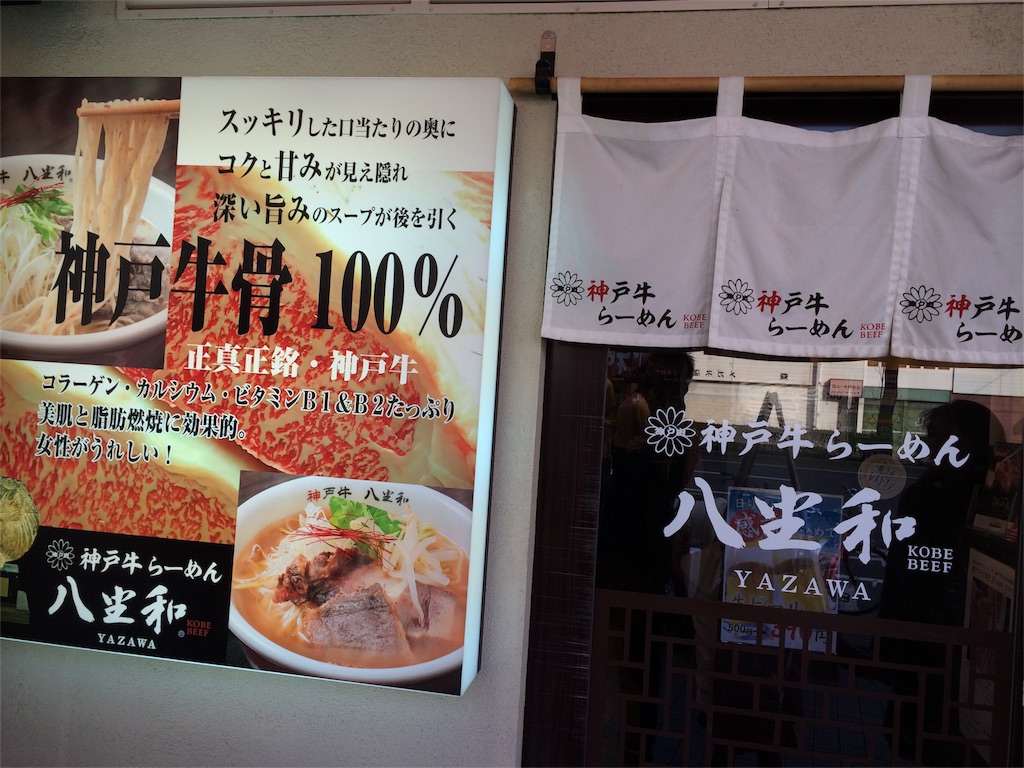 スッキリした口当たりの奥に
コクと甘みが見え隠れ
深い旨みのスープが後を引く
神戸牛骨100%
正真正銘・神戸牛
コラーゲン・カルシウム・ビタミンB1&B2たっぷり
美肌と脂肪燃焼に効果的。
女性がうれしい!
牛 八坐和
神戸牛 八坐和
神戸牛らーめん
八坐和
YAZAWA
®KOBE
BEEF
神戸牛
らーめん
KOBE
BEEF
神戸牛
らーめん
KOBE
BEEF
神戸牛
らーめ
神戸牛らーめん
八坐和
KOBE
BEEF
YAZAWA